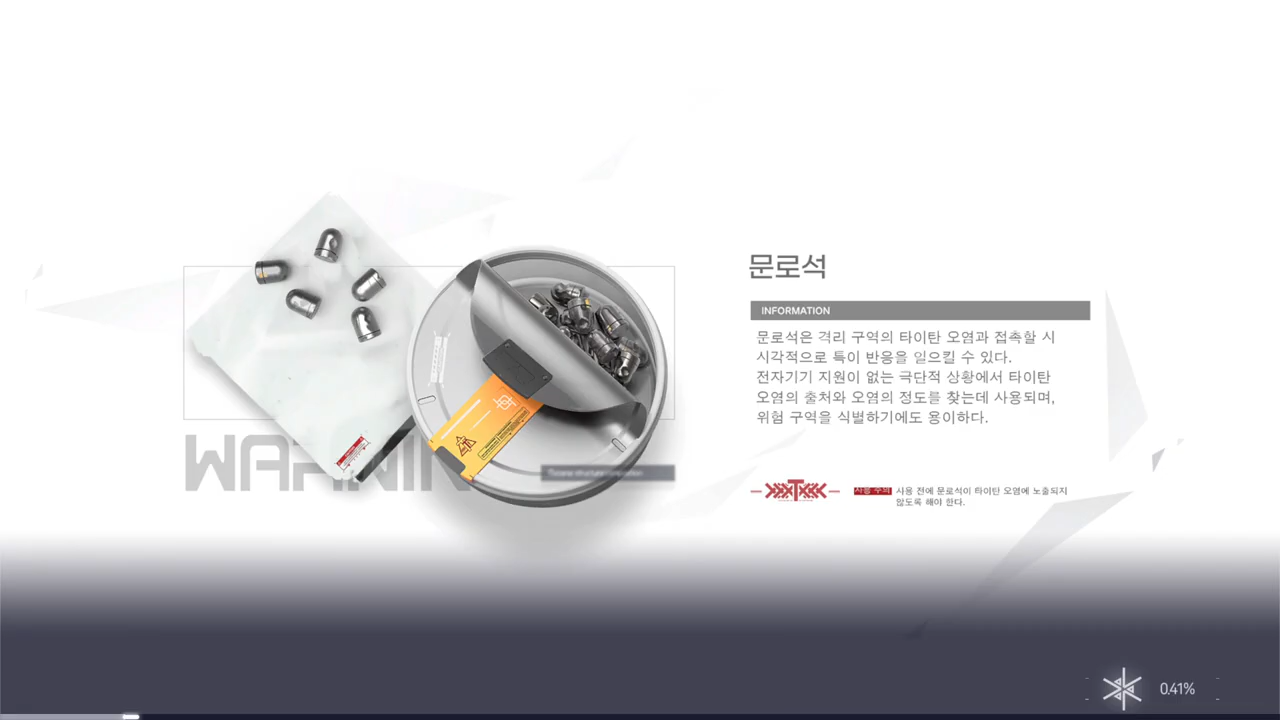 문로석
INFORMATION
문로석은 격리 구역의 타이탄 오염과 접촉할 시
시각적으로 특이 반응을 일으킬 수 있다.
전자기기 지원이 없는 극단적 상황에서 타이탄
오염의 출처와 오염의 정도를 찾는데 사용되며,
위험 구역을 식별하기에도 용이하다.
WARNIN
사용 주의 사용 전에 문로석이 타이탄 오염에 노출되지
않도록 해야 한다.
0.41%